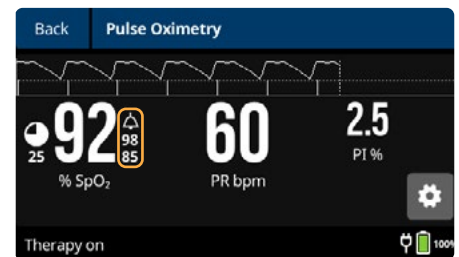 Back Pulse Oximetry
92 98 60 2.5
25 85
% SpO₂ PR bpm PI %
Therapy on 100%